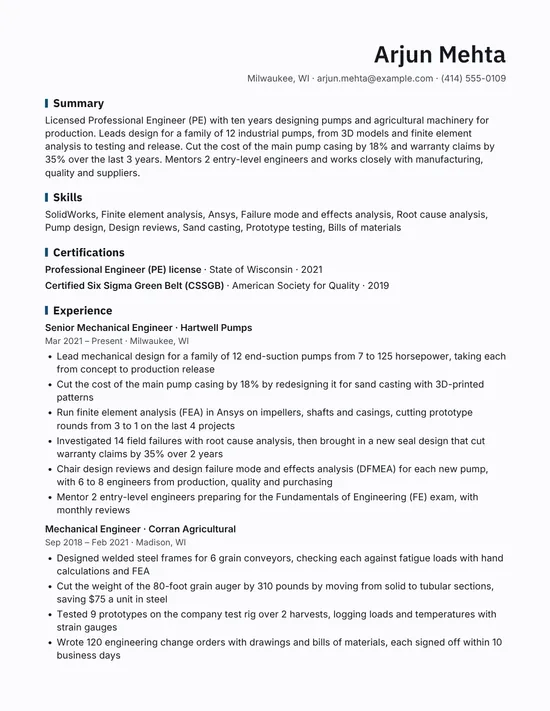 Arjun Mehta
Milwaukee, WI · arjun.mehta@example.com · (414) 555-0109
Summary
Licensed Professional Engineer (PE) with ten years designing pumps and agricultural machinery for
production. Leads design for a family of 12 industrial pumps, from 3D models and finite element
analysis to testing and release. Cut the cost of the main pump casing by 18% and warranty claims by
35% over the last 3 years. Mentors 2 entry-level engineers and works closely with manufacturing,
quality and suppliers.
Skills
SolidWorks, Finite element analysis, Ansys, Failure mode and effects analysis, Root cause analysis,
Pump design, Design reviews, Sand casting, Prototype testing, Bills of materials
Certifications
Professional Engineer (PE) license · State of Wisconsin · 2021
Certified Six Sigma Green Belt (CSSGB) · American Society for Quality · 2019
Experience
Senior Mechanical Engineer · Hartwell Pumps
Mar 2021 – Present · Milwaukee, WI
• Lead mechanical design for a family of 12 end-suction pumps from 7 to 125 horsepower, taking each
from concept to production release
• Cut the cost of the main pump casing by 18% by redesigning it for sand casting with 3D-printed
patterns
• Run finite element analysis (FEA) in Ansys on impellers, shafts and casings, cutting prototype
rounds from 3 to 1 on the last 4 projects
• Investigated 14 field failures with root cause analysis, then brought in a new seal design that cut
warranty claims by 35% over 2 years
• Chair design reviews and design failure mode and effects analysis (DFMEA) for each new pump,
with 6 to 8 engineers from production, quality and purchasing
• Mentor 2 entry-level engineers preparing for the Fundamentals of Engineering (FE) exam, with
monthly reviews
Mechanical Engineer · Corran Agricultural
Sep 2018 – Feb 2021 · Madison, WI
• Designed welded steel frames for 6 grain conveyors, checking each against fatigue loads with hand
calculations and FEA
• Cut the weight of the 80-foot grain auger by 310 pounds by moving from solid to tubular sections,
saving $75 a unit in steel
• Tested 9 prototypes on the company test rig over 2 harvests, logging loads and temperatures with
strain gauges
• Wrote 120 engineering change orders with drawings and bills of materials, each signed off within 10
business days